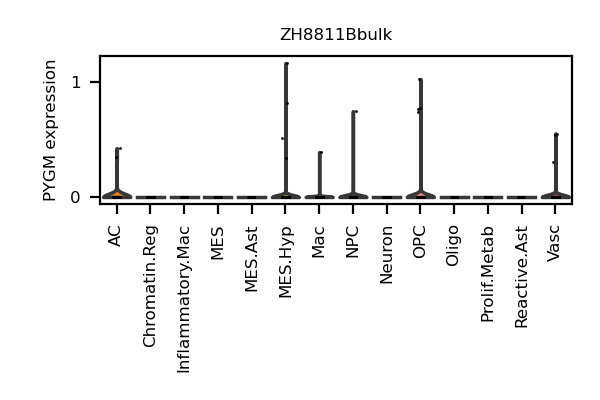 ZH8811Bbulk
PYGM expression
1
0
AC
Chromatin.Reg
Inflammatory.Mac
MES
MES.Ast
MES.Hyp
Mac
NPC
Neuron
OPC
Oligo
Prolif.Metab
Reactive.Ast
Vasc